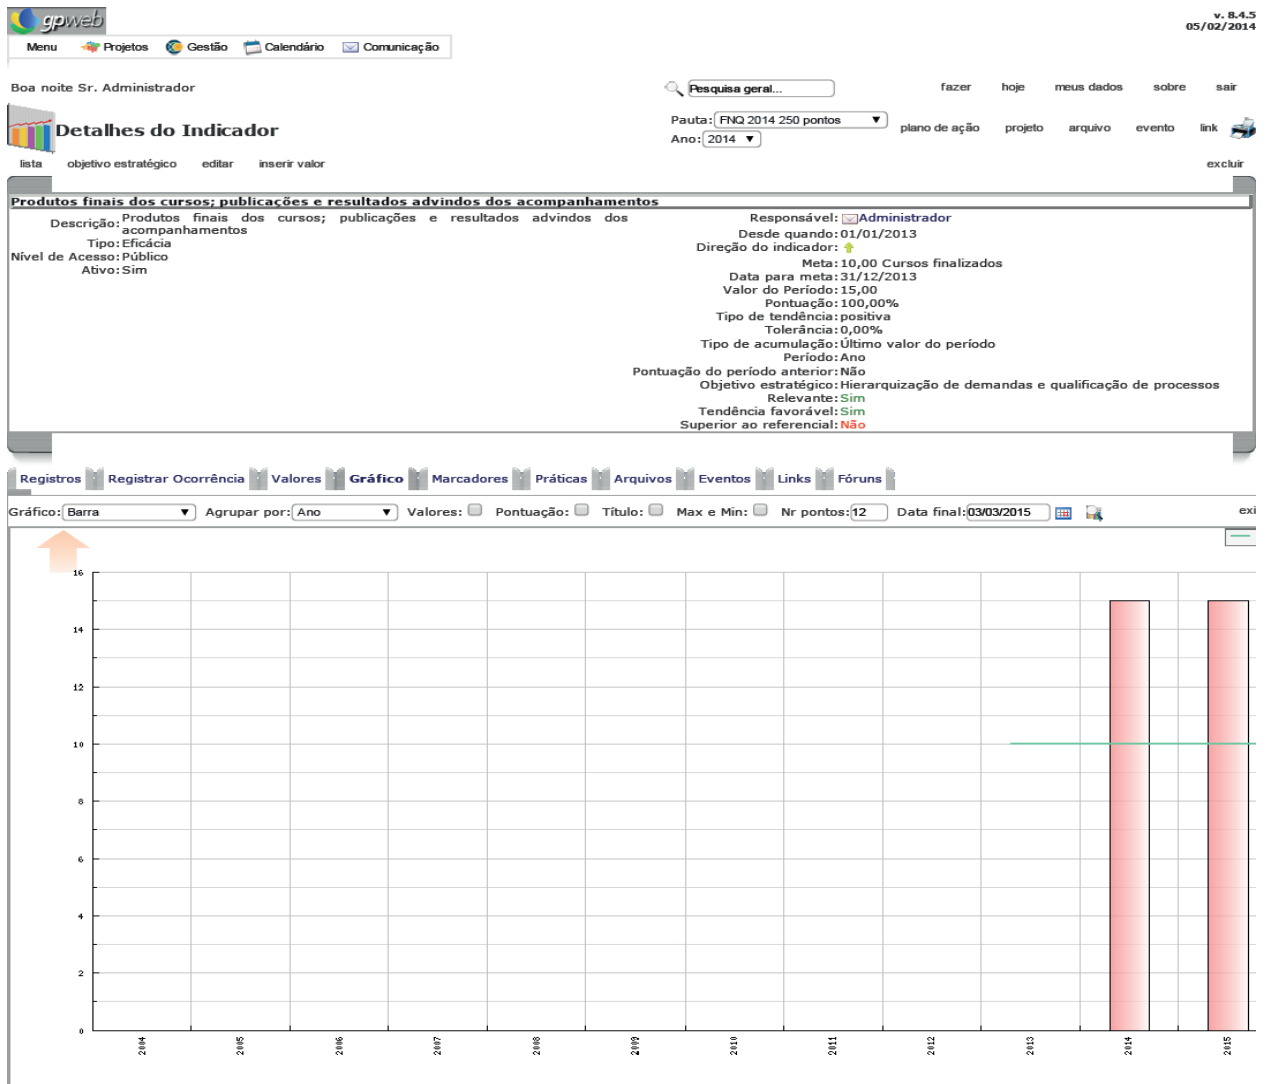 gpweb
v. 8.4.5
05/02/2014
Menu Projetos Gestão Calendário Comunicação
Boa noite Sr. Administrador
Pesquisa geral...
fazer hoje meus dados sobre sair
Detalhes do Indicador
Pauta: FNQ 2014 250 pontos
Ano: 2014
plano de ação projeto arquivo evento link
lista objetivo estratégico editar inserir valor excluir
Produtos finais dos cursos; publicações e resultados advindos dos acompanhamentos
Descrição: Produtos finais dos cursos; publicações e resultados advindos dos
acompanhamentos
Tipo: Eficácia
Nível de Acesso: Público
Ativo: Sim
Responsável: Administrador
Desde quando: 01/01/2013
Direção do indicador:
Meta: 10,00 Cursos finalizados
Data para meta: 31/12/2013
Valor do Período: 15,00
Pontuação: 100,00%
Tipo de tendência: positiva
Tolerância: 0,00%
Tipo de acumulação: Último valor do período
Período: Ano
Pontuação do período anterior: Não
Objetivo estratégico: Hierarquização de demandas e qualificação de processos
Relevante: Sim
Tendência favorável: Sim
Superior ao referencial: Não
Registros Registrar Ocorrência Valores Gráfico Marcadores Práticas Arquivos Eventos Links Fóruns
Gráfico: Barra Agrupar por: Ano Valores: Pontuação: Título: Max e Min: Nr pontos: 12 Data final: 03/03/2015 exi
16
14
12
10
8
6
4
2
0
2004 2005 2006 2007 2008 2009 2010 2011 2012 2013 2014 2015